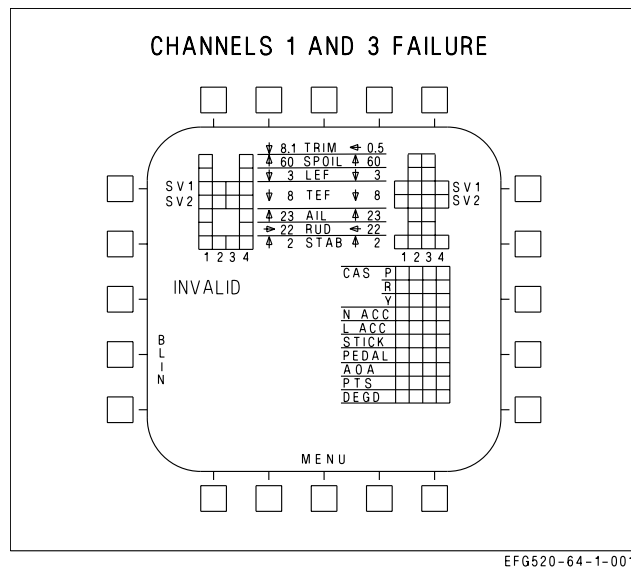 CHANNELS 1 AND 3 FAILURE
8.1 TRIM 0.5
60 SPOIL 60
3 LEF 3
SV1 SV1
8 TEF 8
SV2 SV2
23 AIL 23
22 RUD 22
2 STAB 2
1 2 3 4 1 2 3 4
CAS P
INVALID R
Y
N ACC
L ACC
STICK
PEDAL
AOA
PTS
DEGD
BLIN
MENU
EFG520-64-1-001